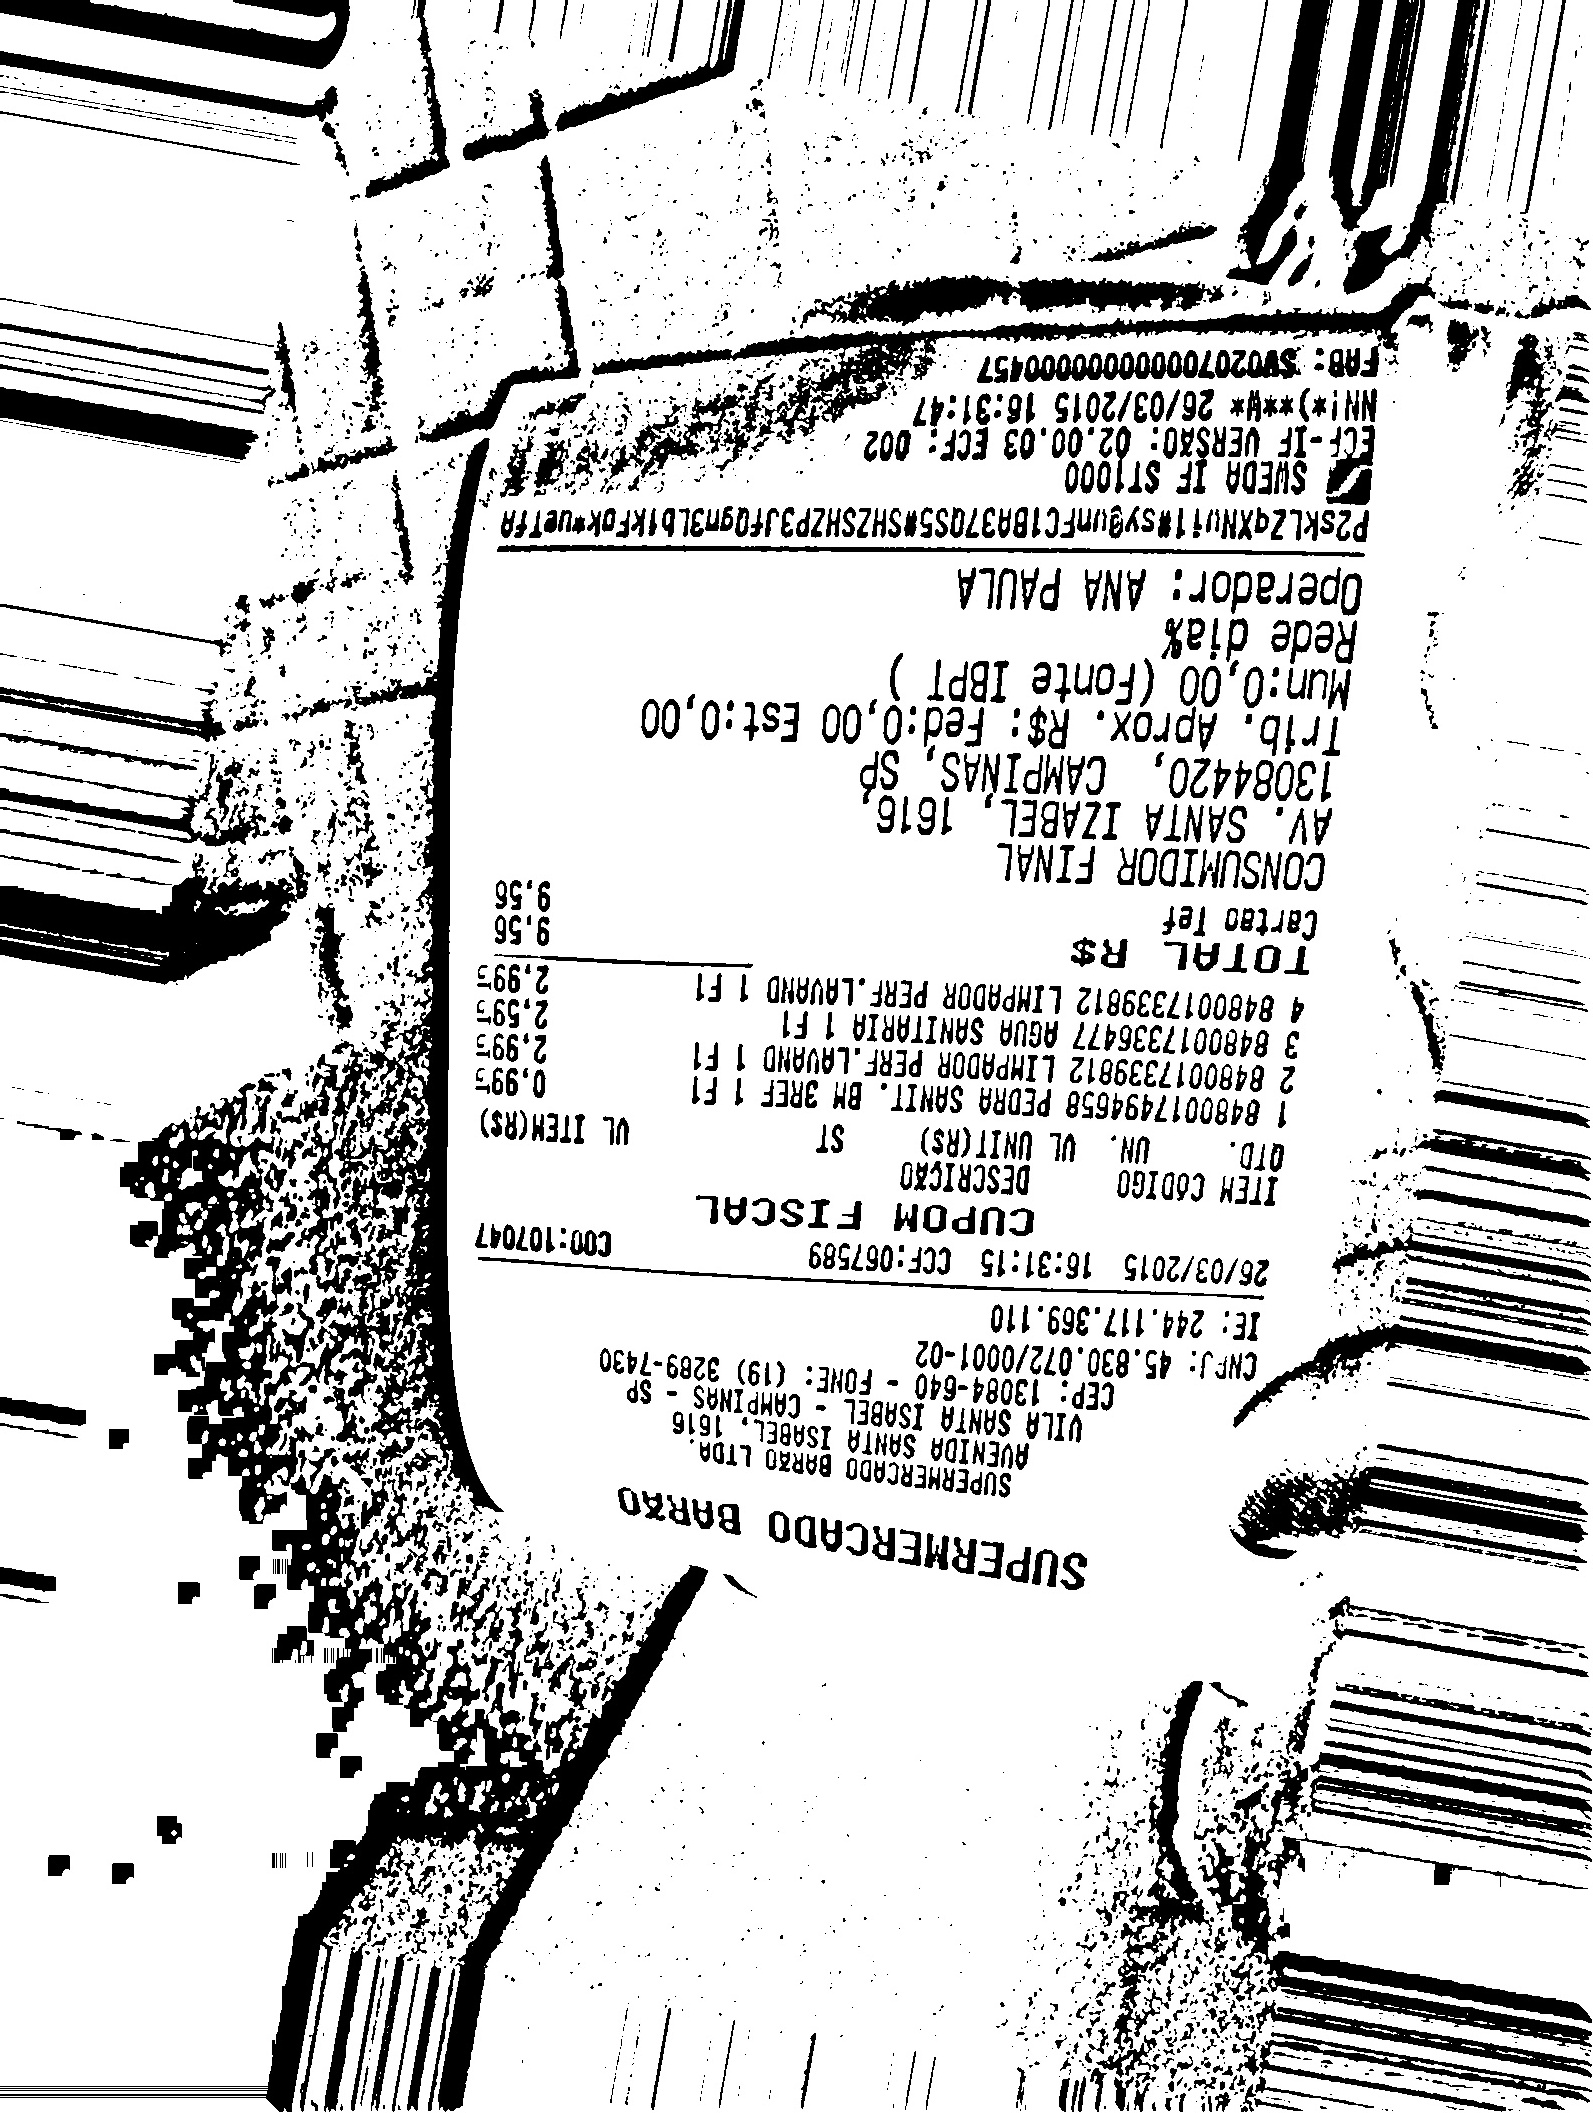 SUPERMERCADO BARÃO
SUPERMERCADO BARÃO LTDA.
AVENIDA SANTA ISABEL, 1616
VILA SANTA ISABEL - CAMPINAS - SP
CEP: 13084-640 - FONE: (19) 3289-7430
CNPJ: 45.830.072/0001-02
IE: 244.117.369.110
26/03/2015 16:31:15 CCF:067589 COO:107047
CUPOM FISCAL
ITEM CÓDIGO DESCRIÇÃO
QTD. UN. VL UNIT(R$) ST VL ITEM(R$)
1 8480017494658 PEDRA SANIT. BM 3REF 1 F1 0,99
2 8480017339812 LIMPADOR PERF.LAVAND 1 F1 2,99
3 8480017336477 AGUA SANITARIA 1 F1 2,59
4 8480017339812 LIMPADOR PERF.LAVAND 1 F1 2,99
TOTAL R$ 9,56
Cartao Tef 9.56
CONSUMIDOR FINAL
AV. SANTA IZABEL, 1616,
13084420, CAMPINAS, SP
Trib. Aprox. R$: Fed:0,00 Est:0,00
Mun:0,00 (Fonte IBPT )
Rede dia%
Operador: ANA PAULA
SWEDA IF ST1000
ECF-IF VERSÃO: 02.00.03 ECF: 002
NN!*)***W* 26/03/2015 16:31:47
FAB: SW020700000000000457